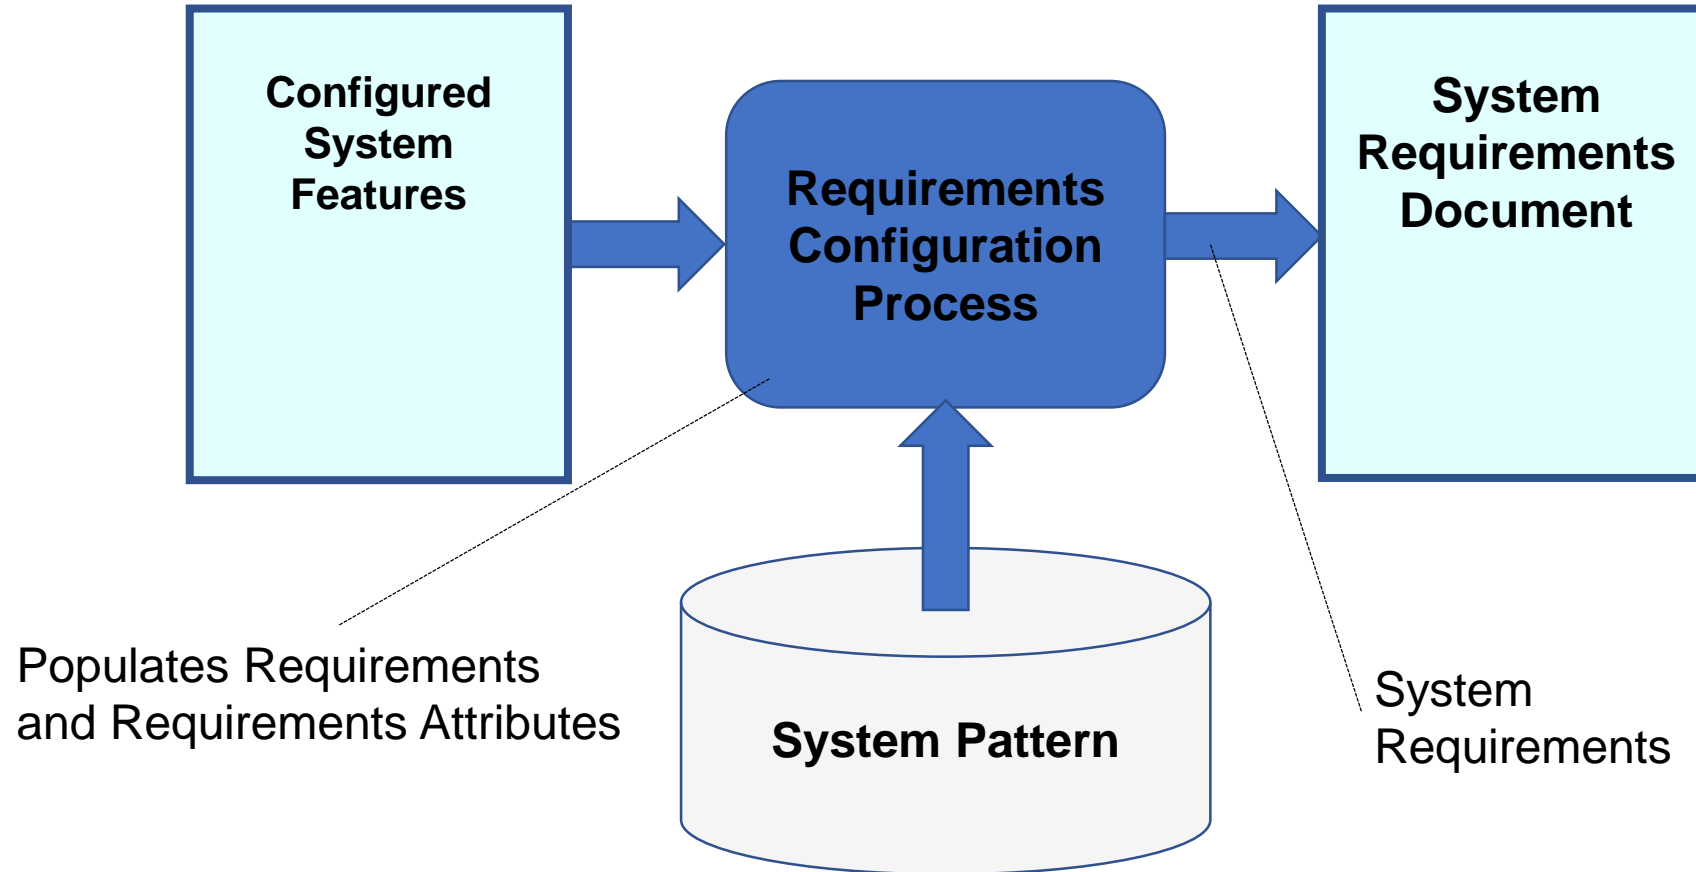 Configured
System
Features
Requirements
Configuration
Process
System
Requirements
Document
Populates Requirements
and Requirements Attributes
System Pattern
System
Requirements